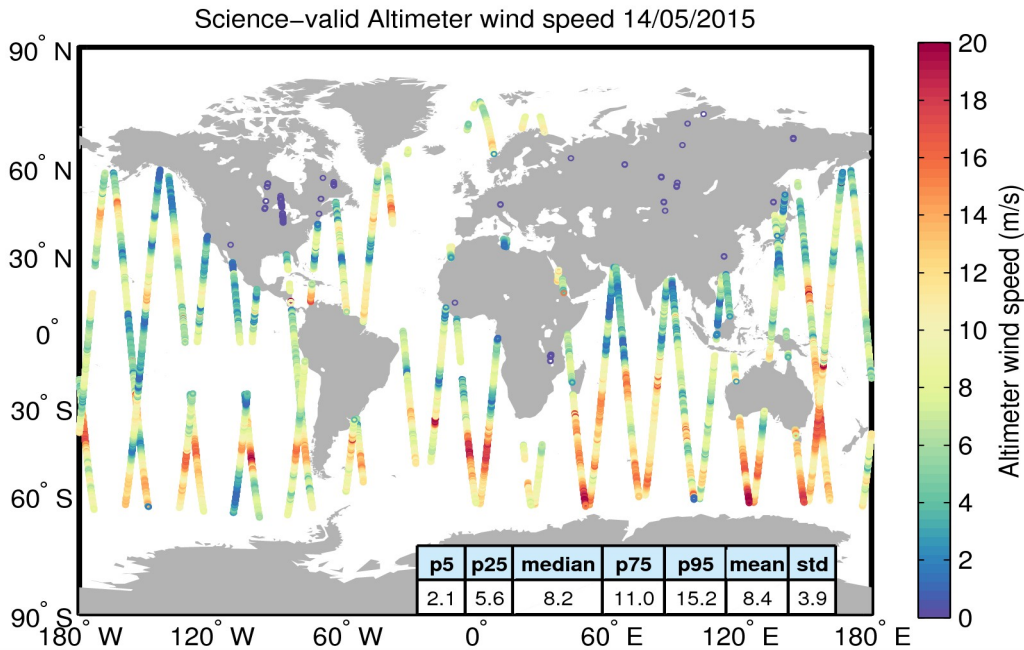 Science−valid Altimeter wind speed 14/05/2015
90° N
60° N
30° N
0°
30° S
60° S
90° S
180° W
120° W
60° W
0°
60° E
120° E
180° E
p5 p25 median p75 p95 mean std
2.1 5.6 8.2 11.0 15.2 8.4 3.9
20
18
16
14
12
10
8
6
4
2
0
Altimeter wind speed (m/s)